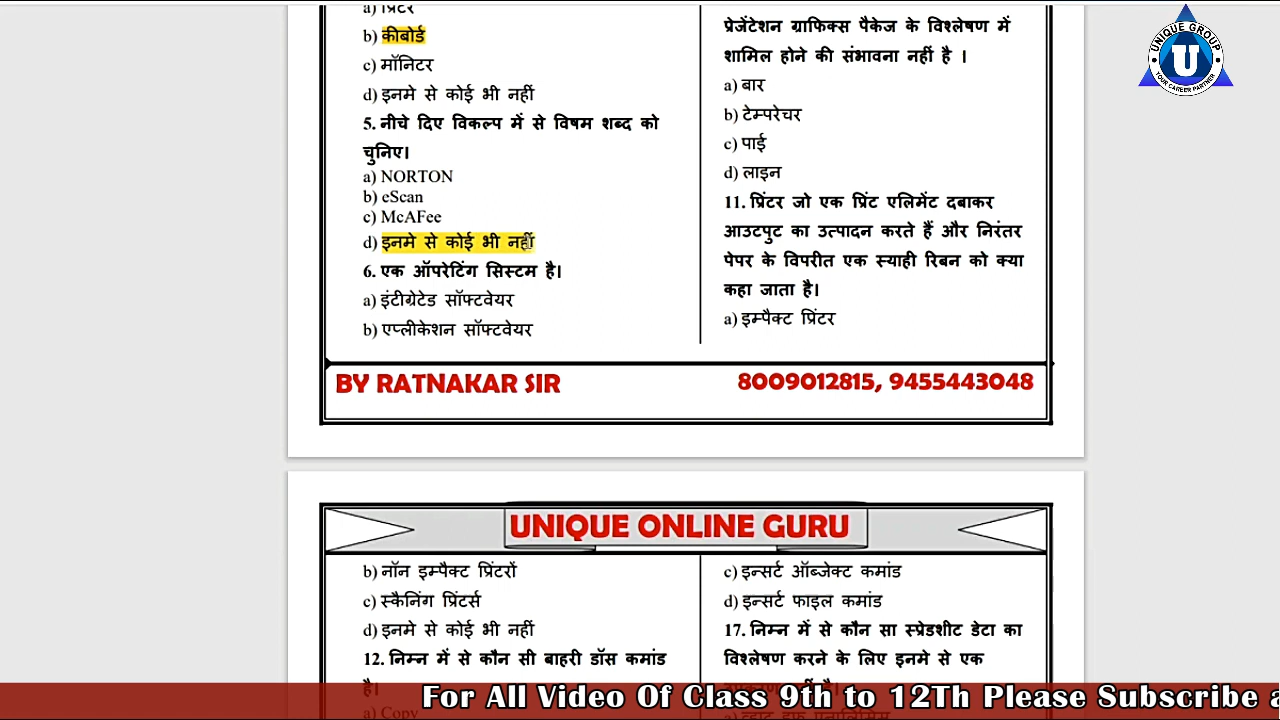 a) प्रिंटर
b) कीबोर्ड
c) मॉनिटर
d) इनमे से कोई भी नहीं
5. नीचे दिए विकल्प में से विषम शब्द को
चुनिए।
a) NORTON
b) eScan
c) McAFee
d) इनमे से कोई भी नहीं
6. एक ऑपरेटिंग सिस्टम है।
a) इंटीग्रेटेड सॉफ्टवेयर
b) एप्लीकेशन सॉफ्टवेयर
प्रेजेंटेशन ग्राफिक्स पैकेज के विश्लेषण में
शामिल होने की संभावना नहीं है ।
a) बार
b) टेम्परेचर
c) पाई
d) लाइन
11. प्रिंटर जो एक प्रिंट एलिमेंट दबाकर
आउटपुट का उत्पादन करते हैं और निरंतर
पेपर के विपरीत एक स्याही रिबन को क्या
कहा जाता है।
a) इम्पैक्ट प्रिंटर
BY RATNAKAR SIR
8009012815, 9455443048
UNIQUE GROUP
U
YOUR CAREER PARTNER
UNIQUE ONLINE GURU
b) नॉन इम्पैक्ट प्रिंटरों
c) स्कैनिंग प्रिंटर्स
d) इनमे से कोई भी नहीं
12. निम्न में से कौन सी बाहरी डॉस कमांड
है।
a) Copy
c) इन्सर्ट ऑब्जेक्ट कमांड
d) इन्सर्ट फाइल कमांड
17. निम्न में से कौन सा स्प्रेडशीट डेटा का
विश्लेषण करने के लिए इनमे से एक
For All Video Of Class 9th to 12Th Please Subscribe a